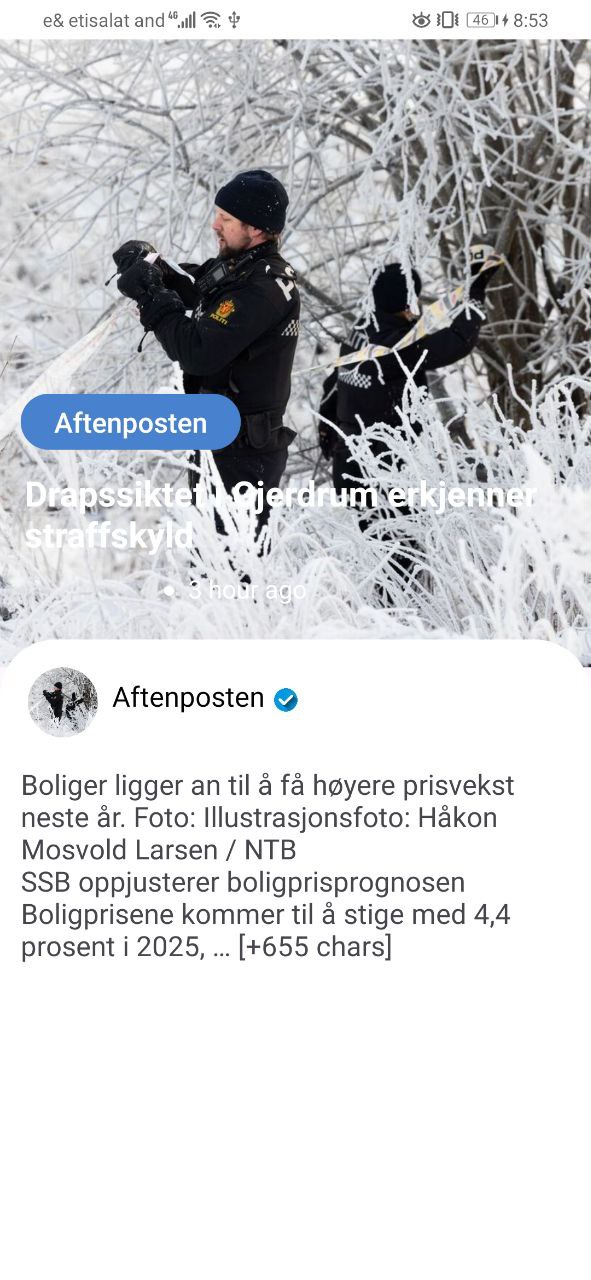 e& etisalat and 4G 46 8:53
POLITI
Aftenposten
Drapssiktet i Gjerdrum erkjenner
straffskyld
• 3 hour ago
Aftenposten
Boliger ligger an til å få høyere prisvekst
neste år. Foto: Illustrasjonsfoto: Håkon
Mosvold Larsen / NTB
SSB oppjusterer boligprisprognosen
Boligprisene kommer til å stige med 4,4
prosent i 2025, … [+655 chars]